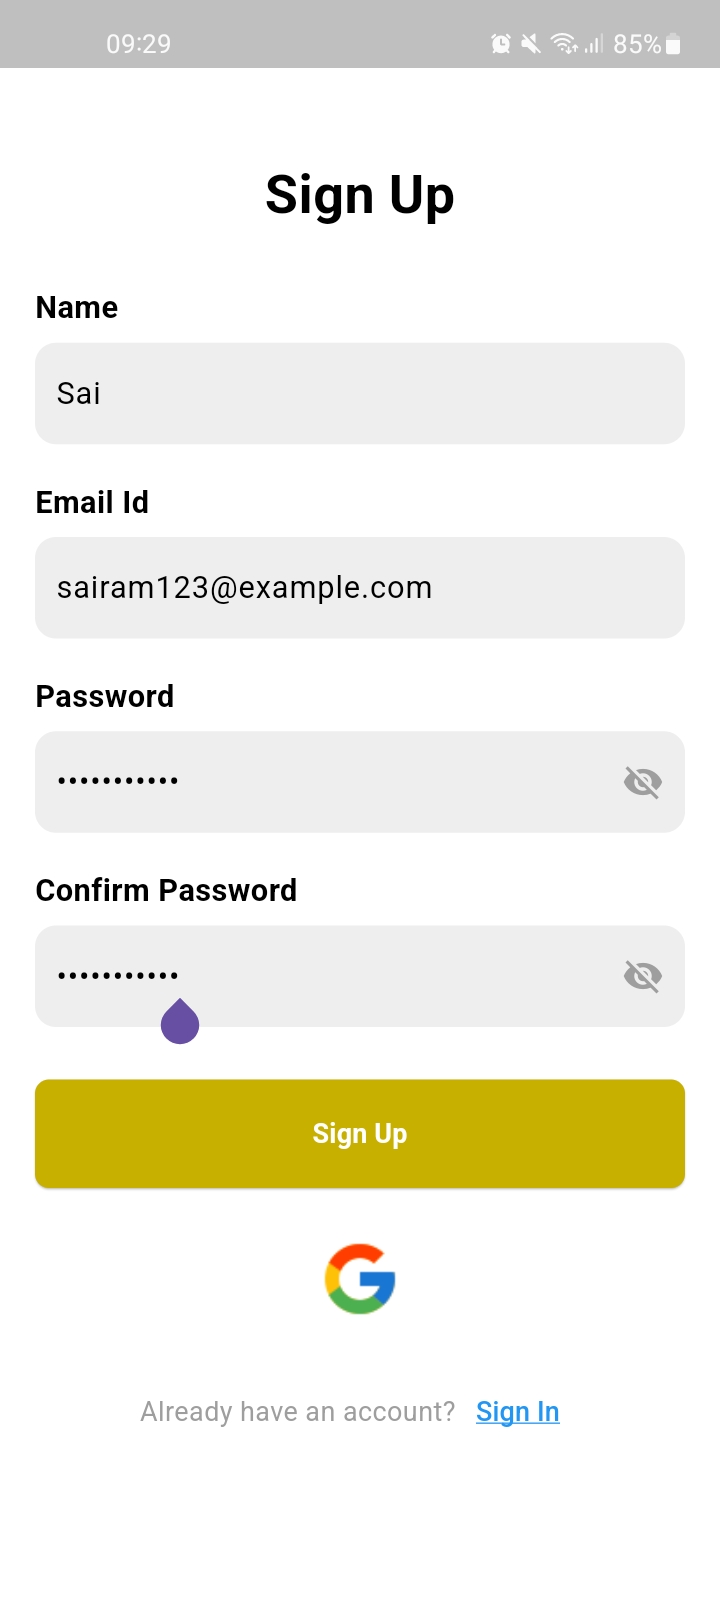 09:29 85%
Sign Up
Name
Sai
Email Id
sairam123@example.com
Password
•••••••••••
Confirm Password
•••••••••••
Sign Up
Already have an account? Sign In